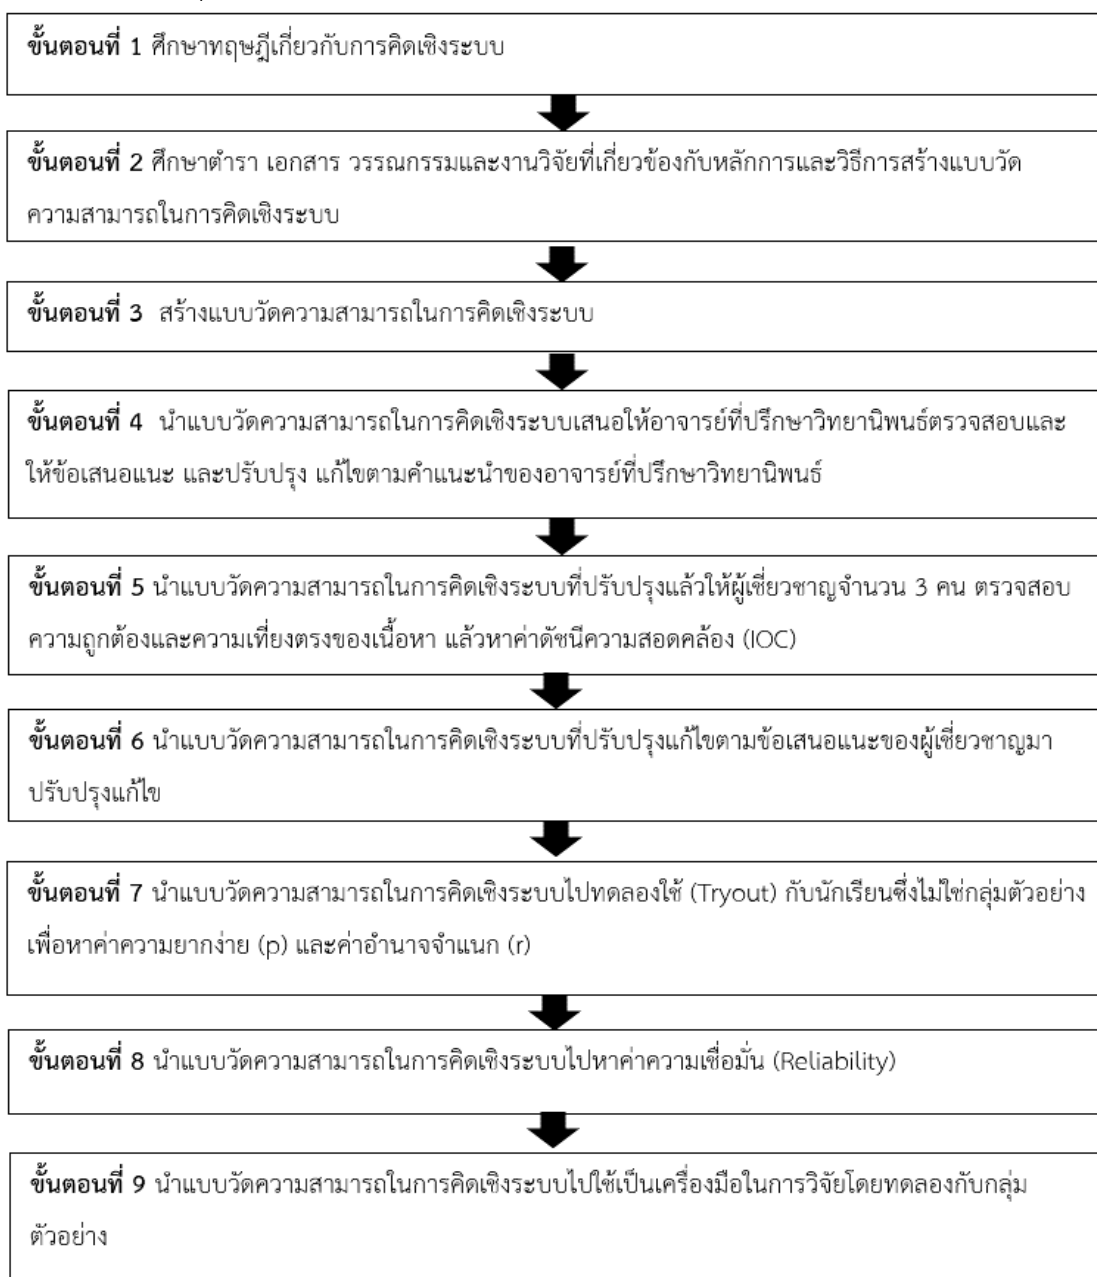 ขั้นตอนที่ 1 ศึกษาทฤษฎีเกี่ยวกับการคิดเชิงระบบ
ขั้นตอนที่ 2 ศึกษาตำรา เอกสาร วรรณกรรมและงานวิจัยที่เกี่ยวข้องกับหลักการและวิธีการสร้างแบบวัด
ความสามารถในการคิดเชิงระบบ
ขั้นตอนที่ 3 สร้างแบบวัดความสามารถในการคิดเชิงระบบ
ขั้นตอนที่ 4 นำแบบวัดความสามารถในการคิดเชิงระบบเสนอให้อาจารย์ที่ปรึกษาวิทยานิพนธ์ตรวจสอบและ
ให้ข้อเสนอแนะ และปรับปรุง แก้ไขตามคำแนะนำของอาจารย์ที่ปรึกษาวิทยานิพนธ์
ขั้นตอนที่ 5 นำแบบวัดความสามารถในการคิดเชิงระบบที่ปรับปรุงแล้วให้ผู้เชี่ยวชาญจำนวน 3 คน ตรวจสอบ
ความถูกต้องและความเที่ยงตรงของเนื้อหา แล้วหาค่าดัชนีความสอดคล้อง (IOC)
ขั้นตอนที่ 6 นำแบบวัดความสามารถในการคิดเชิงระบบที่ปรับปรุงแก้ไขตามข้อเสนอแนะของผู้เชี่ยวชาญมา
ปรับปรุงแก้ไข
ขั้นตอนที่ 7 นำแบบวัดความสามารถในการคิดเชิงระบบไปทดลองใช้ (Tryout) กับนักเรียนซึ่งไม่ใช่กลุ่มตัวอย่าง
เพื่อหาค่าความยากง่าย (p) และค่าอำนาจจำแนก (r)
ขั้นตอนที่ 8 นำแบบวัดความสามารถในการคิดเชิงระบบไปหาค่าความเชื่อมั่น (Reliability)
ขั้นตอนที่ 9 นำแบบวัดความสามารถในการคิดเชิงระบบไปใช้เป็นเครื่องมือในการวิจัยโดยทดลองกับกลุ่ม
ตัวอย่าง